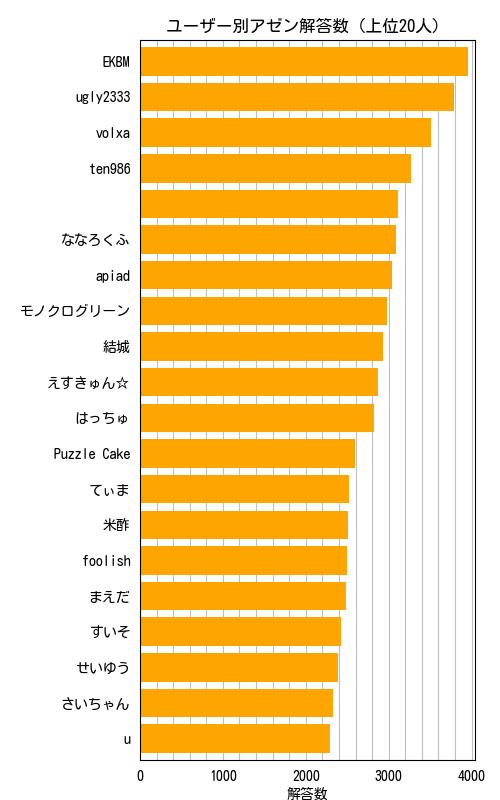 ユーザー別アゼン解答数 (上位20人)
EKBM
ugly2333
volxa
ten986
ななろくふ
apiad
モノクログリーン
結城
えすきゅん☆
はっちゅ
Puzzle Cake
てぃま
米酢
foolish
まえだ
すいそ
せいゆう
さいちゃん
u
0 1000 2000 3000 4000
解答数